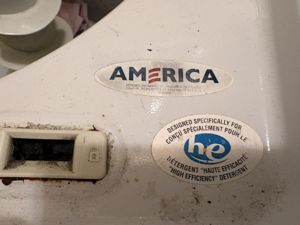 AMERICA
DESIGNED SPECIFICALLY FOR
CONÇU SPÉCIALEMENT POUR LE
he
DÉTERGENT "HAUTE EFFICACITÉ"
"HIGH EFFICIENCY" DETERGENT